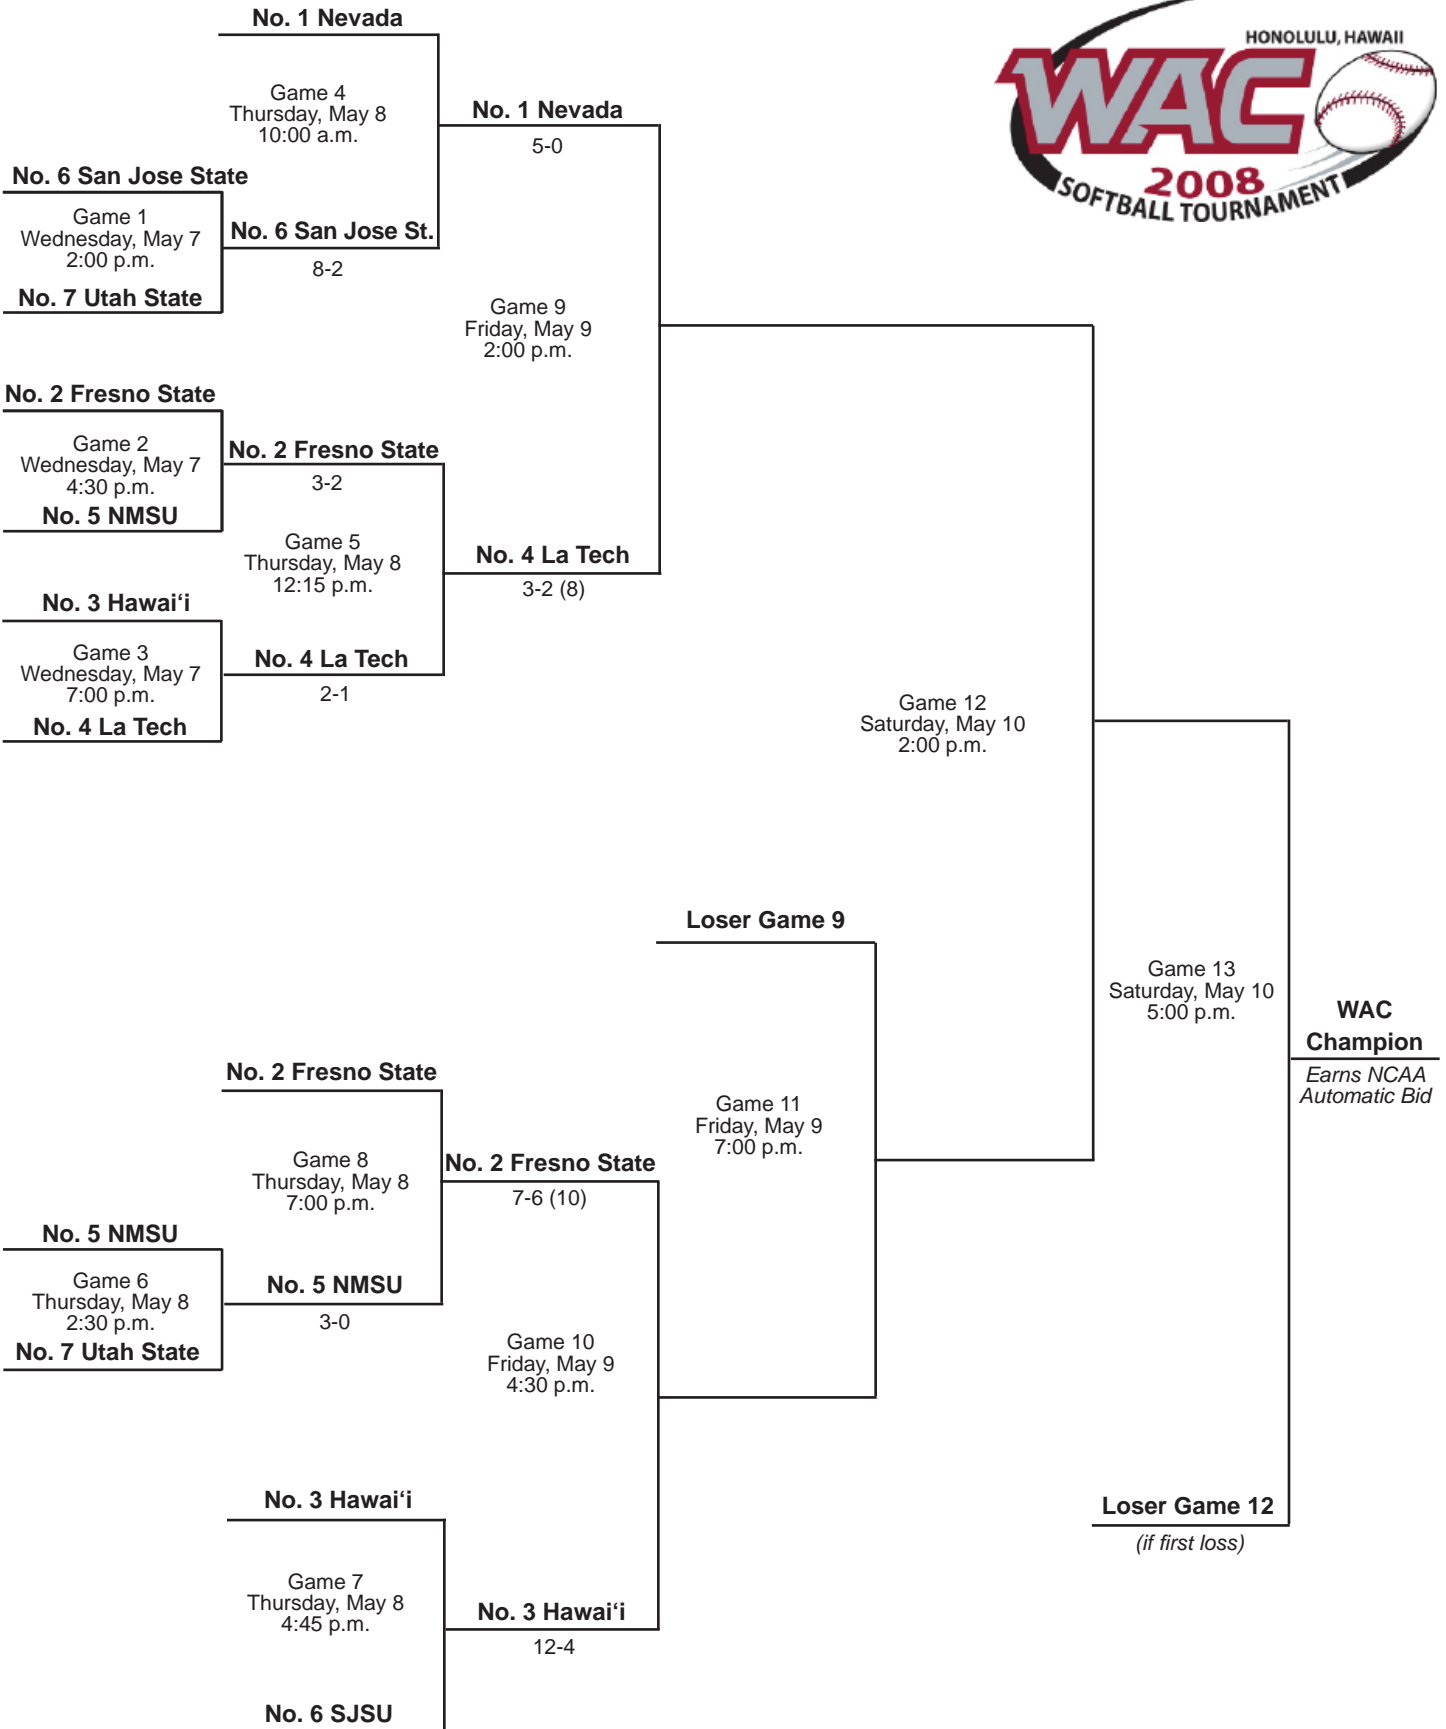 No. 1 Nevada
Game 4
Thursday, May 8
10:00 a.m.
No. 1 Nevada
5-0
No. 6 San Jose State
Game 1
Wednesday, May 7
2:00 p.m.
No. 6 San Jose St.
8-2
No. 7 Utah State
HONOLULU, HAWAII
WAC
2008
SOFTBALL TOURNAMENT
Game 9
Friday, May 9
2:00 p.m.
No. 2 Fresno State
Game 2
Wednesday, May 7
4:30 p.m.
No. 2 Fresno State
3-2
No. 5 NMSU
Game 5
Thursday, May 8
12:15 p.m.
No. 4 La Tech
3-2 (8)
No. 3 Hawai‘i
Game 3
Wednesday, May 7
7:00 p.m.
No. 4 La Tech
2-1
No. 4 La Tech
Game 12
Saturday, May 10
2:00 p.m.
Loser Game 9
Game 13
Saturday, May 10
5:00 p.m.
WAC
Champion
Earns NCAA
Automatic Bid
No. 2 Fresno State
Game 11
Friday, May 9
7:00 p.m.
Game 8
Thursday, May 8
7:00 p.m.
No. 2 Fresno State
7-6 (10)
No. 5 NMSU
Game 6
Thursday, May 8
2:30 p.m.
No. 5 NMSU
3-0
No. 7 Utah State
Game 10
Friday, May 9
4:30 p.m.
No. 3 Hawai‘i
Loser Game 12
(if first loss)
Game 7
Thursday, May 8
4:45 p.m.
No. 3 Hawai‘i
12-4
No. 6 SJSU